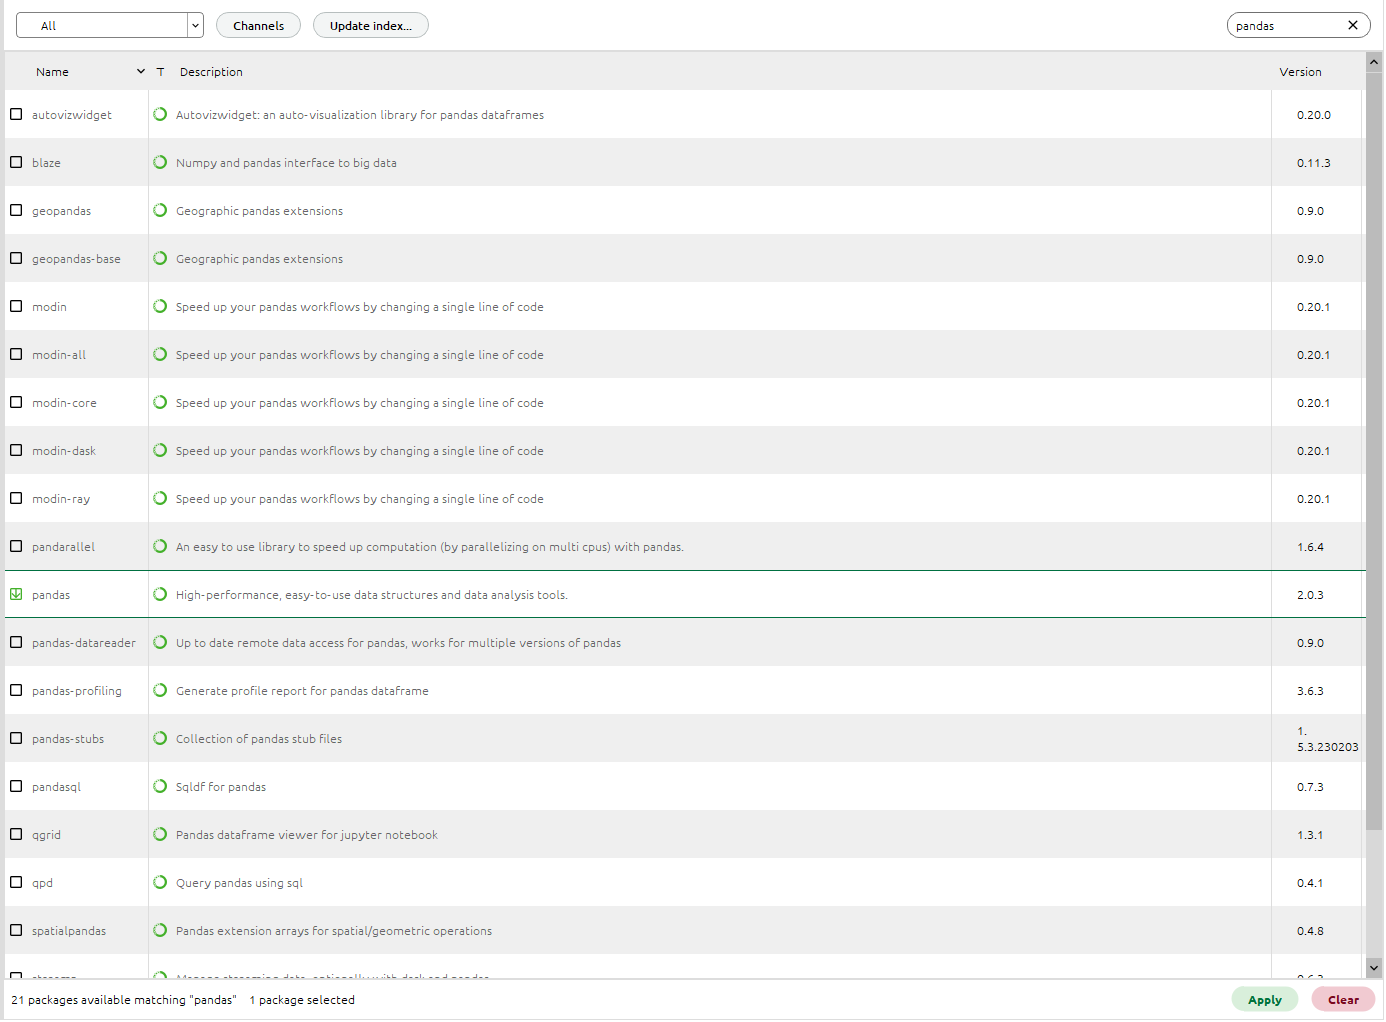 All
Channels
Update index...
pandas
Name T Description Version
autovizwidget Autovizwidget: an auto-visualization library for pandas dataframes 0.20.0
blaze Numpy and pandas interface to big data 0.11.3
geopandas Geographic pandas extensions 0.9.0
geopandas-base Geographic pandas extensions 0.9.0
modin Speed up your pandas workflows by changing a single line of code 0.20.1
modin-all Speed up your pandas workflows by changing a single line of code 0.20.1
modin-core Speed up your pandas workflows by changing a single line of code 0.20.1
modin-dask Speed up your pandas workflows by changing a single line of code 0.20.1
modin-ray Speed up your pandas workflows by changing a single line of code 0.20.1
pandarallel An easy to use library to speed up computation (by parallelizing on multi cpus) with pandas. 1.6.4
pandas High-performance, easy-to-use data structures and data analysis tools. 2.0.3
pandas-datareader Up to date remote data access for pandas, works for multiple versions of pandas 0.9.0
pandas-profiling Generate profile report for pandas dataframe 3.6.3
pandas-stubs Collection of pandas stub files 1.
5.3.230203
pandasql Sqldf for pandas 0.7.3
qgrid Pandas dataframe viewer for jupyter notebook 1.3.1
qpd Query pandas using sql 0.4.1
spatialpandas Pandas extension arrays for spatial/geometric operations 0.4.8
21 packages available matching "pandas" 1 package selected
Apply
Clear